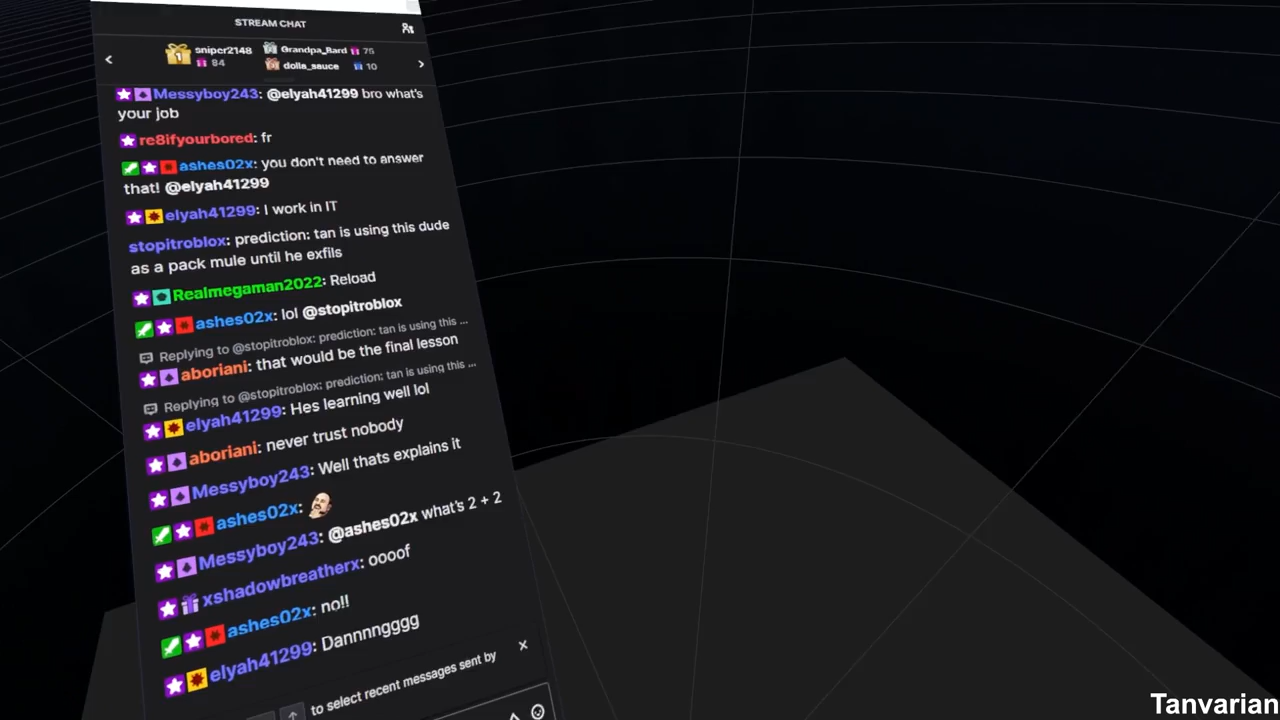 STREAM CHAT
sniper2148
84
Grandpa_Bard 75
dolla_sauce 10
Messyboy243: @elyah41299 bro what's
your job
re8ifyourbored: fr
ashes02x: you don't need to answer
that! @elyah41299
elyah41299: I work in IT
stopitroblox: prediction: tan is using this dude
as a pack mule until he exfils
Realmegaman2022: Reload
ashes02x: lol @stopitroblox
Replying to @stopitroblox: prediction: tan is using this ...
aboriani: that would be the final lesson
Replying to @stopitroblox: prediction: tan is using this ...
elyah41299: Hes learning well lol
aboriani: never trust nobody
Messyboy243: Well thats explains it
ashes02x:
Messyboy243: @ashes02x what's 2 + 2
xshadowbreatherx: oooof
ashes02x: no!!
elyah41299: Dannnngggg
to select recent messages sent by
Tanvarian